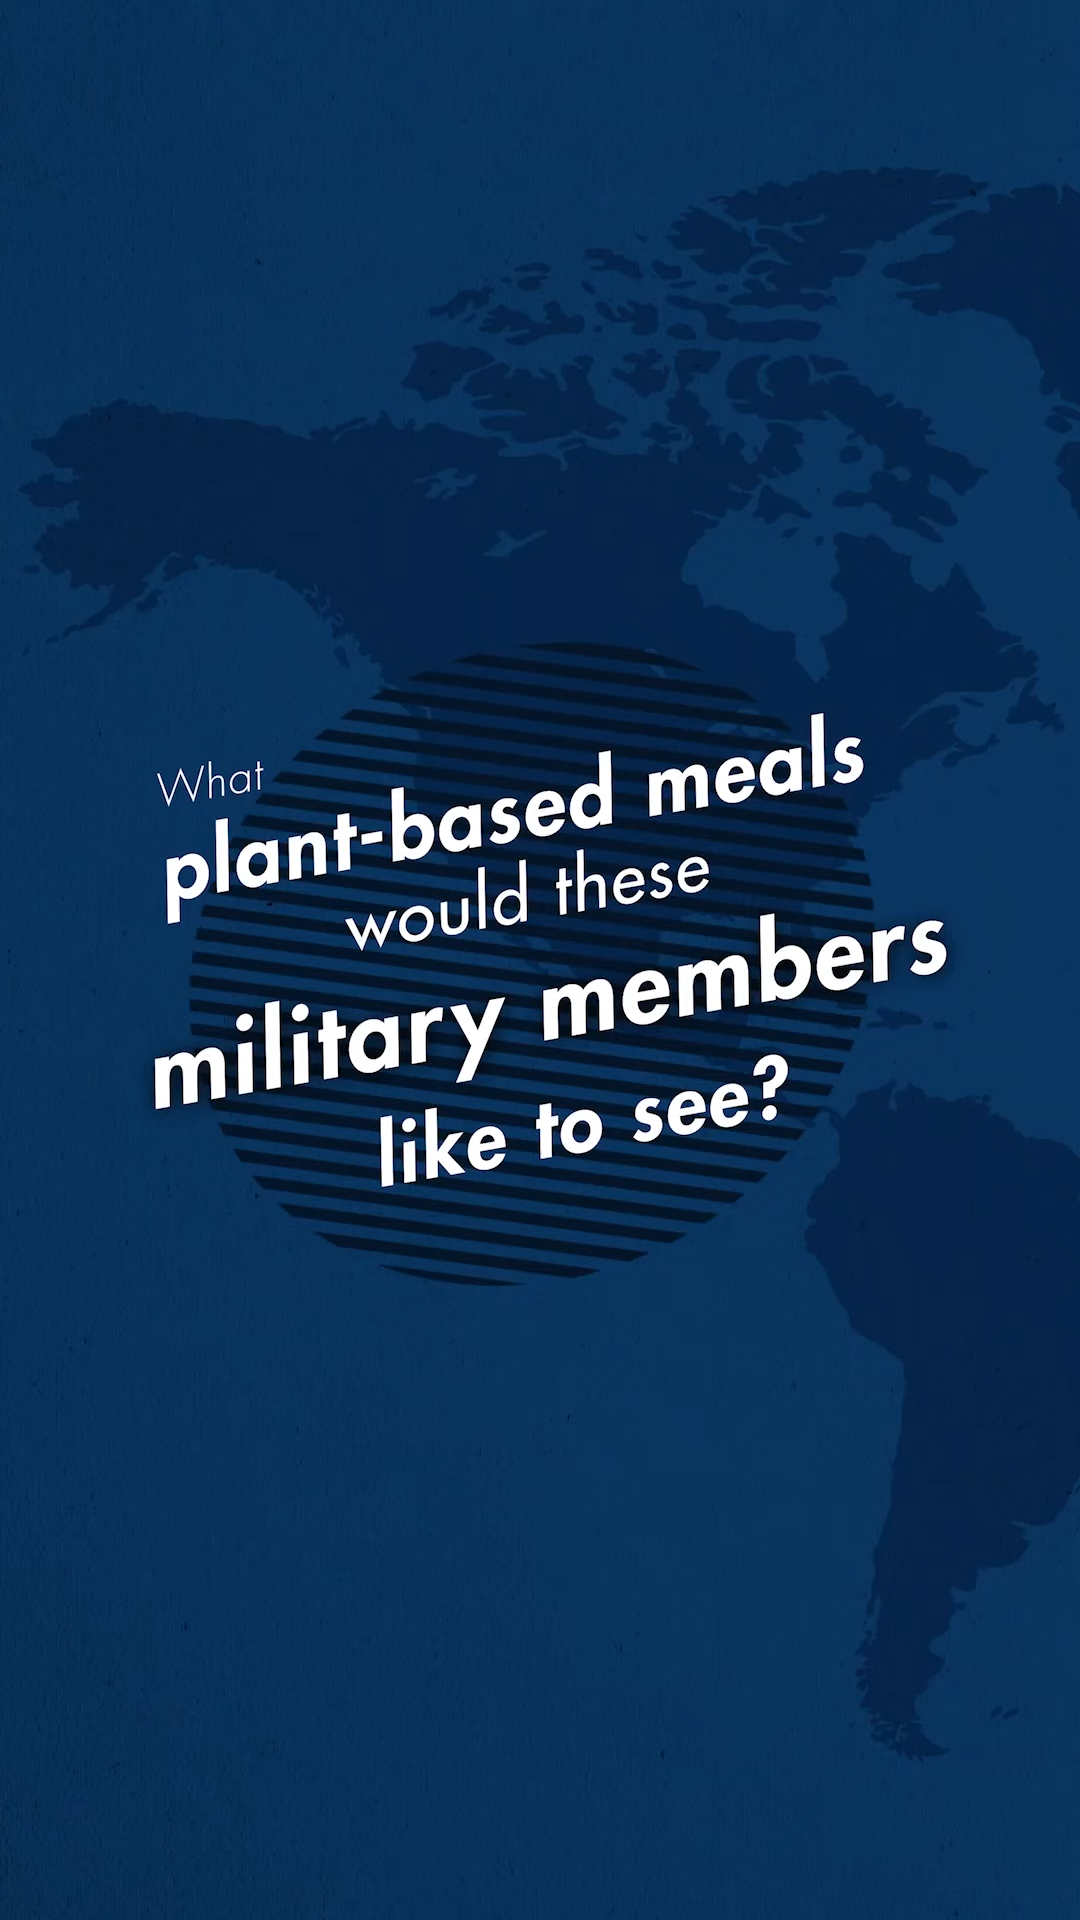 What
plant-based meals
would these
military members
like to see?